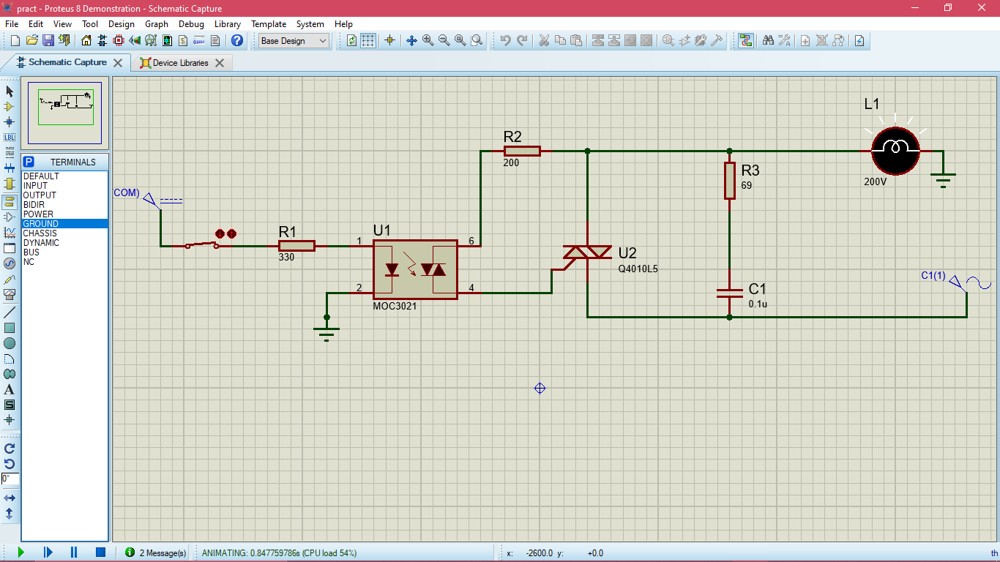 pract - Proteus 8 Demonstration - Schematic Capture
File Edit View Tool Design Graph Debug Library Template System Help
Base Design
Schematic Capture
Device Libraries
P TERMINALS
DEFAULT
INPUT
OUTPUT
BIDIR
POWER
GROUND
CHASSIS
DYNAMIC
BUS
NC
LBL
A
S
0°
COM)
R1
330
U1
1
2
6
4
MOC3021
R2
200
U2
Q4010L5
R3
69
C1
0.1u
L1
200V
C1(1)
2 Message(s)
ANIMATING: 0.847759786s (CPU load 54%)
x: -2600.0 y: +0.0
th